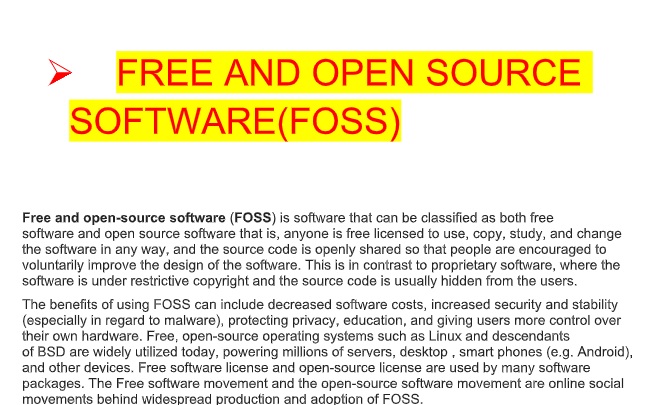 FREE AND OPEN SOURCE
SOFTWARE(FOSS)
Free and open-source software (FOSS) is software that can be classified as both free
software and open source software that is, anyone is free licensed to use, copy, study, and change
the software in any way, and the source code is openly shared so that people are encouraged to
voluntarily improve the design of the software. This is in contrast to proprietary software, where the
software is under restrictive copyright and the source code is usually hidden from the users.
The benefits of using FOSS can include decreased software costs, increased security and stability
(especially in regard to malware), protecting privacy, education, and giving users more control over
their own hardware. Free, open-source operating systems such as Linux and descendants
of BSD are widely utilized today, powering millions of servers, desktop , smart phones (e.g. Android),
and other devices. Free software license and open-source license are used by many software
packages. The Free software movement and the open-source software movement are online social
movements behind widespread production and adoption of FOSS.